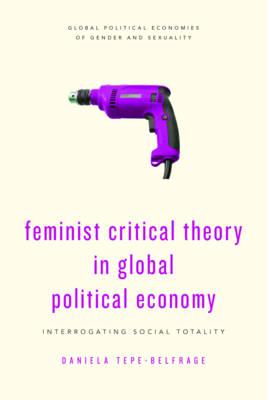 GLOBAL POLITICAL ECONOMIES
OF GENDER AND SEXUALITY
feminist critical theory
in global
political economy
INTERROGATING SOCIAL TOTALITY
DANIELA TEPE-BELFRAGE